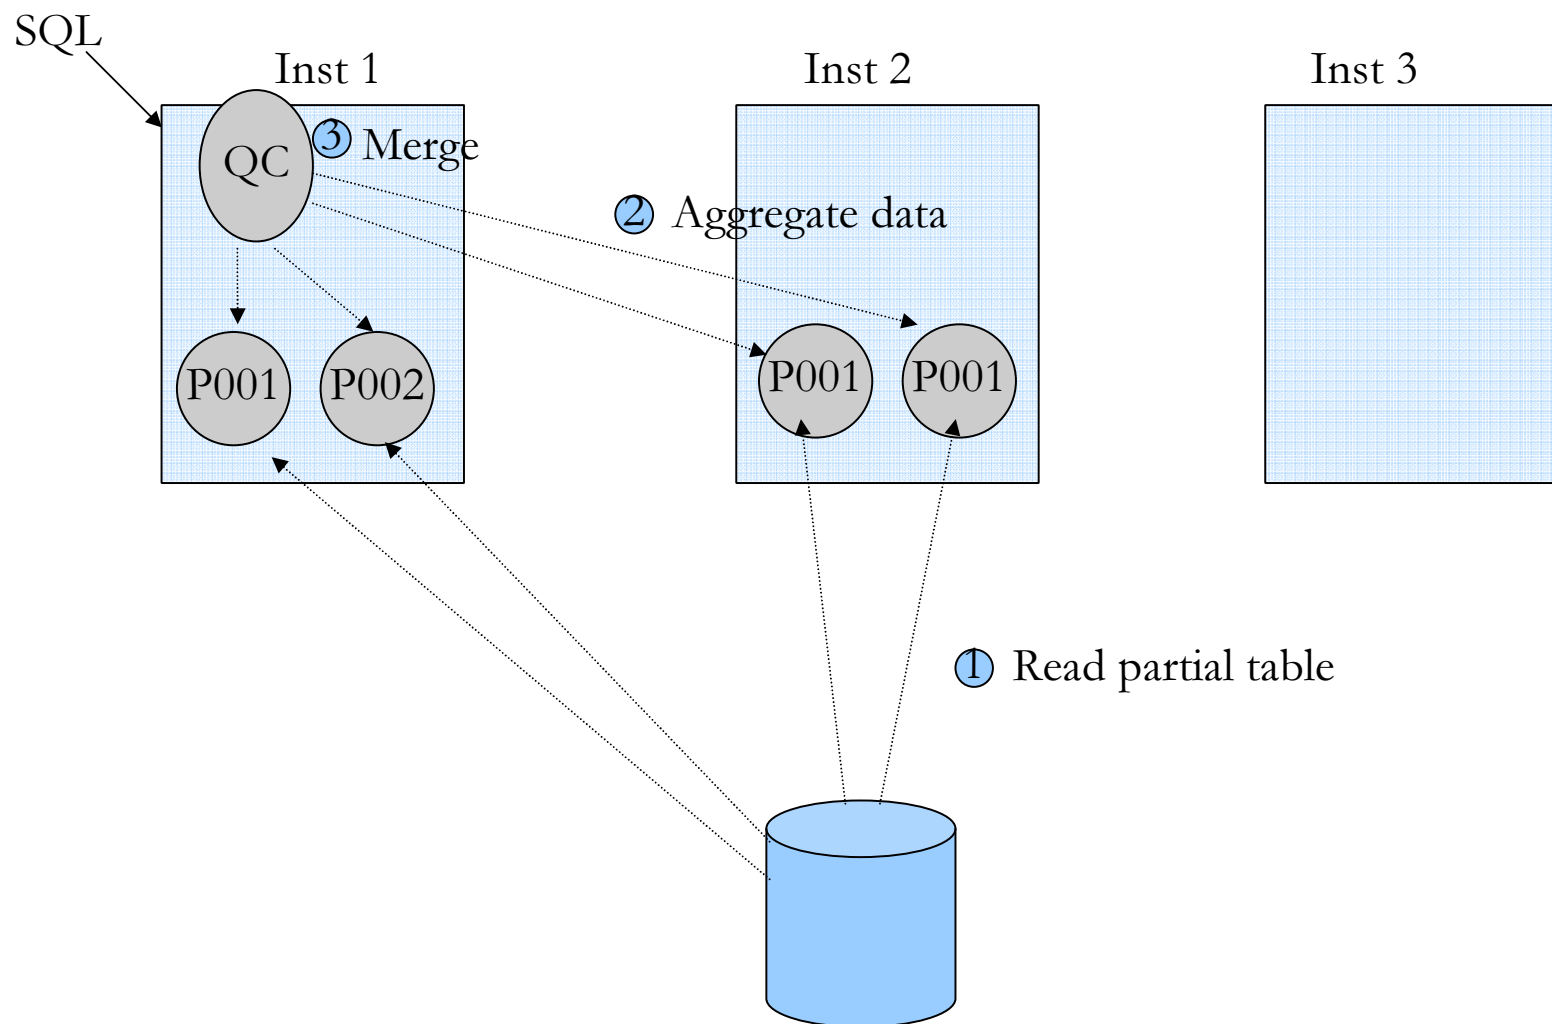 SQL
Inst 1
Inst 2
Inst 3
QC
3 Merge
2 Aggregate data
P001
P002
P001
P001
1 Read partial table